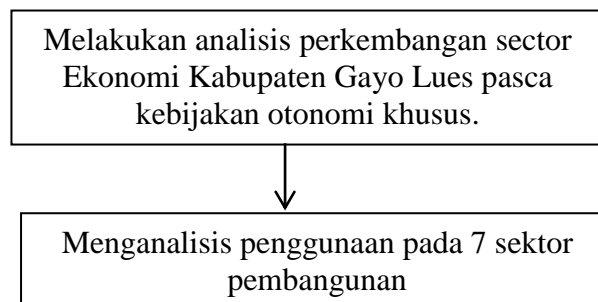 Melakukan analisis perkembangan sector
Ekonomi Kabupaten Gayo Lues pasca
kebijakan otonomi khusus.
Menganalisis penggunaan pada 7 sektor
pembangunan